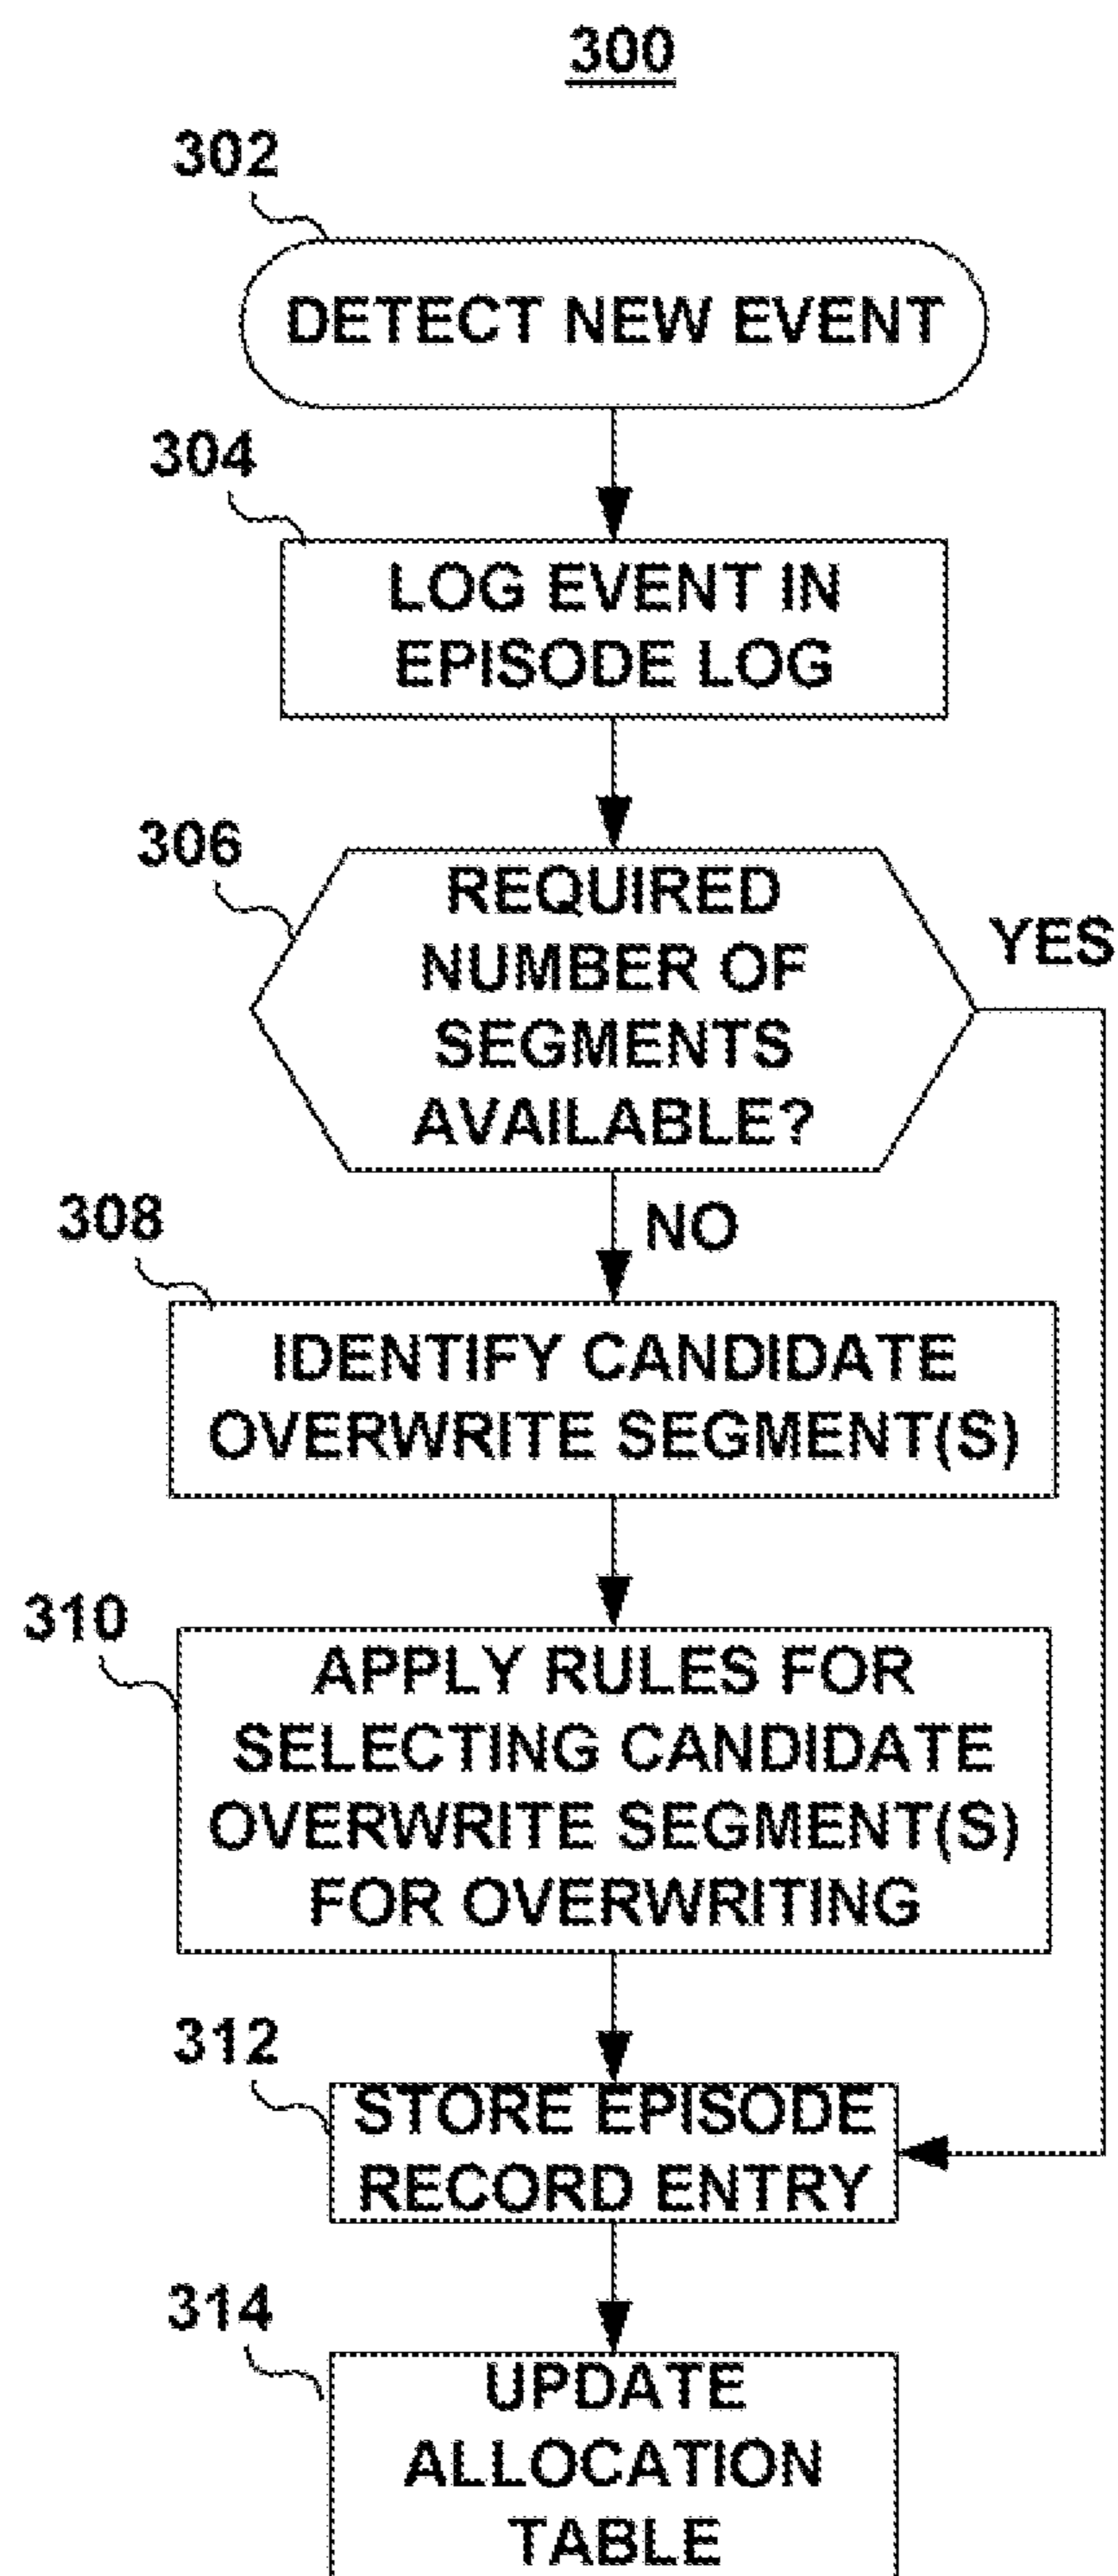 300
302
DETECT NEW EVENT
304
LOG EVENT IN
EPISODE LOG
306
REQUIRED
NUMBER OF
SEGMENTS
AVAILABLE?
YES
NO
308
IDENTIFY CANDIDATE
OVERWRITE SEGMENT(S)
310
APPLY RULES FOR
SELECTING CANDIDATE
OVERWRITE SEGMENT(S)
FOR OVERWRITING
312
STORE EPISODE
RECORD ENTRY
314
UPDATE
ALLOCATION
TABLE